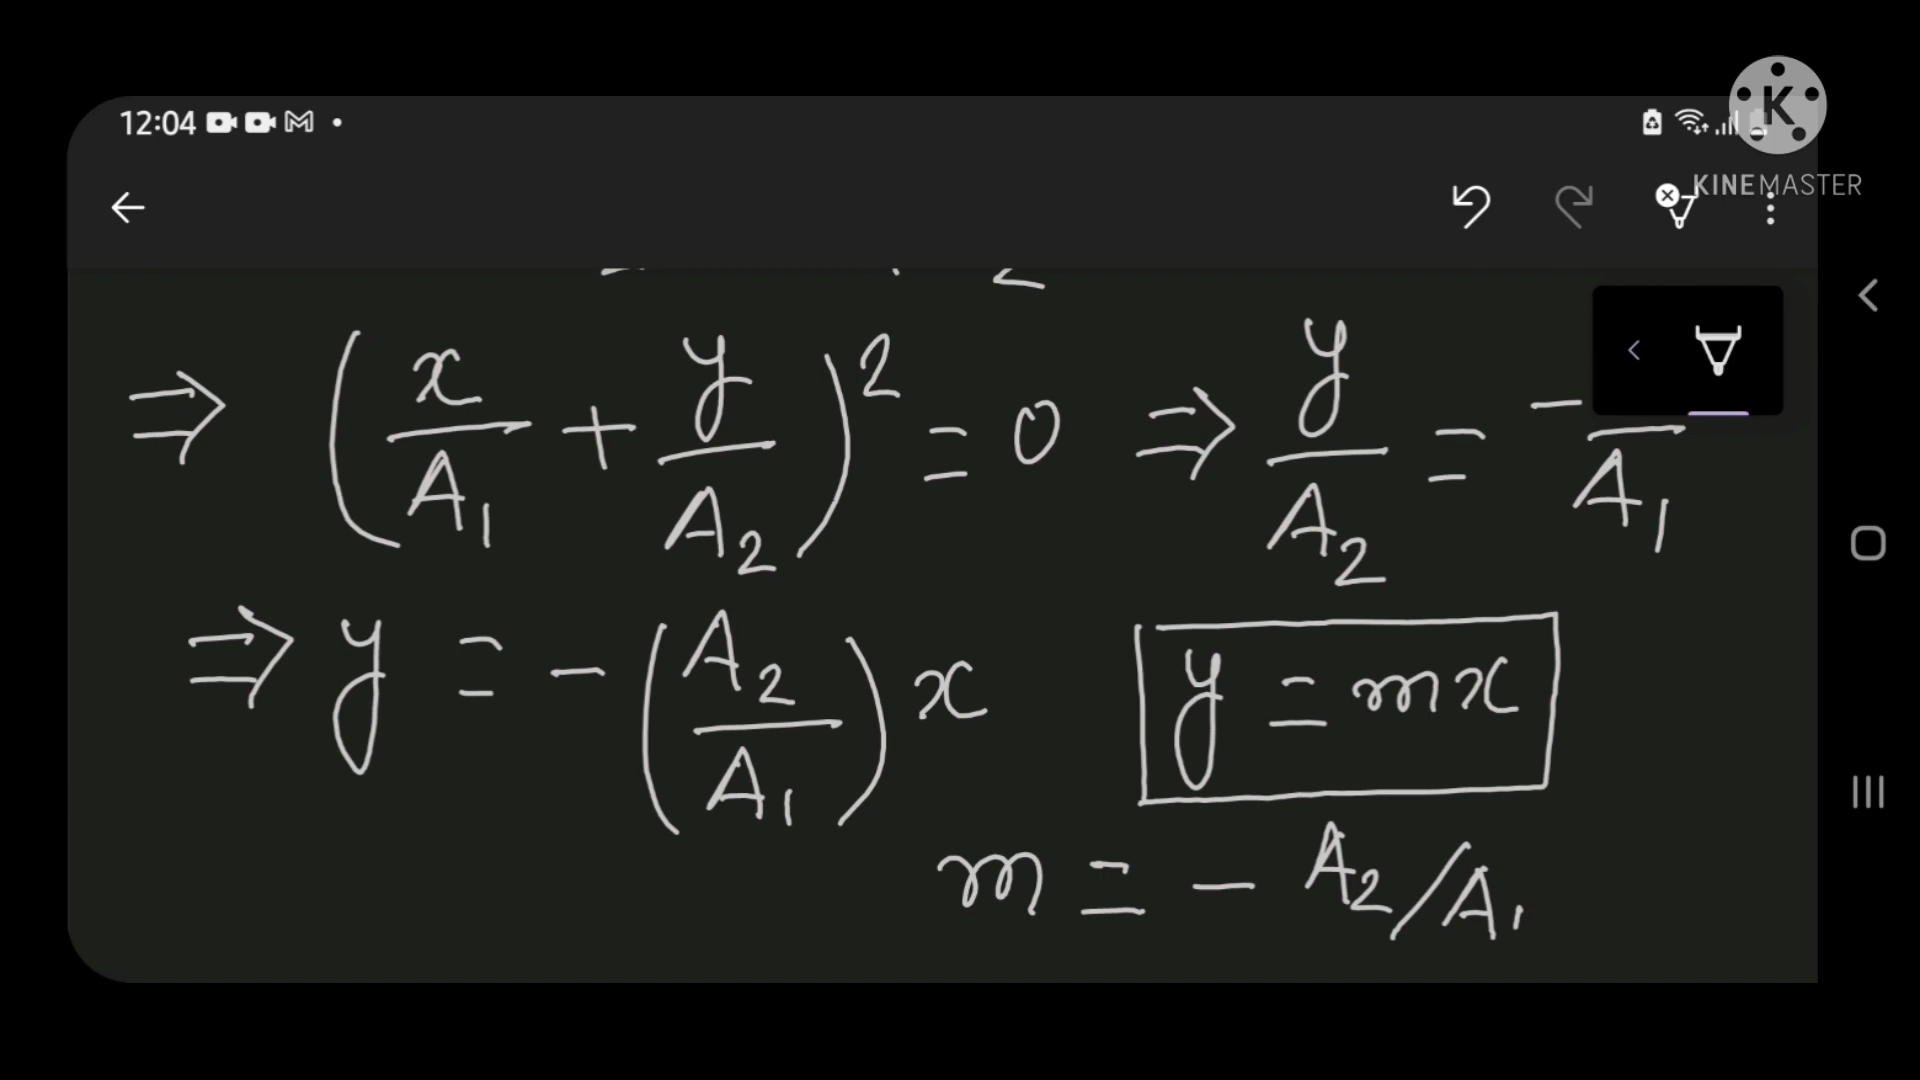 12:04
KINEMASTER
⇒ (x/A₁ + y/A₂)² = 0 ⇒ y/A₂ = - /A₁
⇒ y = -(A₂/A₁)x
y = mx
m = - A₂/A₁